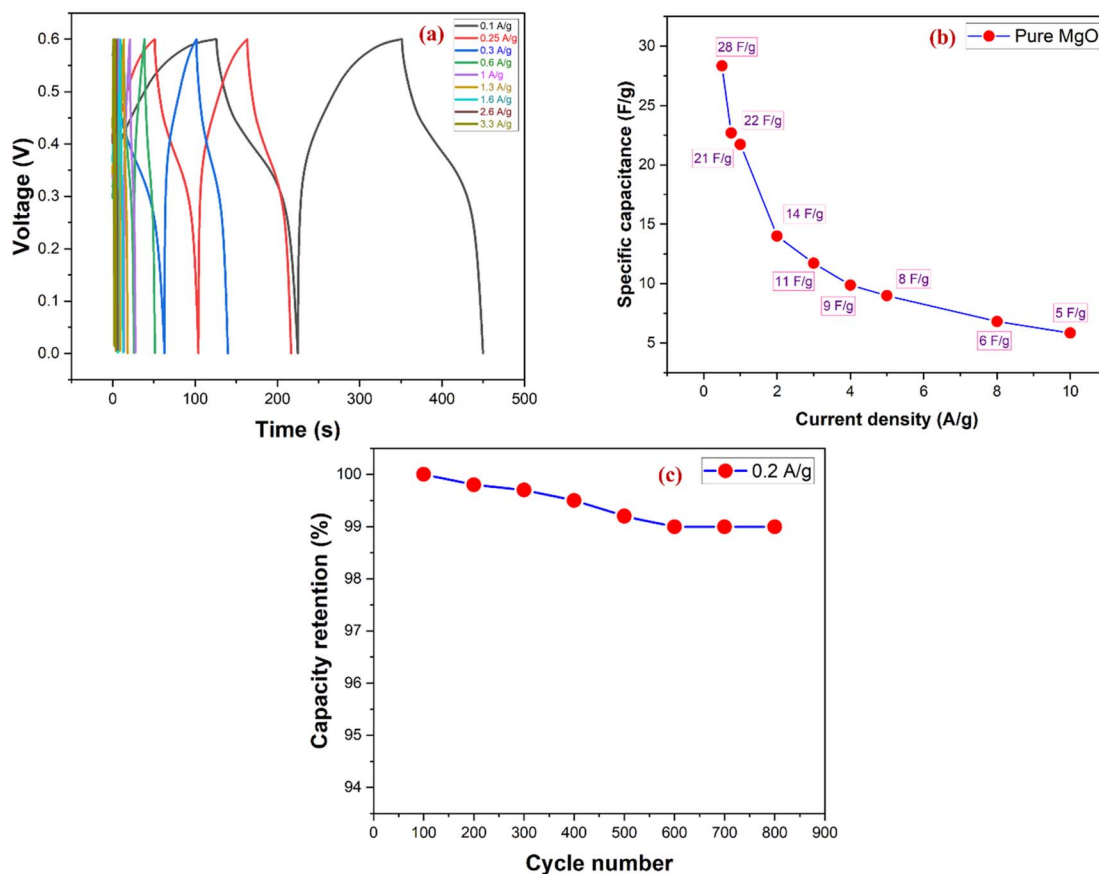 (a)
0.1 A/g
0.25 A/g
0.3 A/g
0.6 A/g
1 A/g
1.3 A/g
1.6 A/g
2.6 A/g
3.3 A/g
0.6
0.5
0.4
0.3
0.2
0.1
0.0
Voltage (V)
0 100 200 300 400 500
Time (s)
(b)
Pure MgO
30
25
20
15
10
5
Specific capacitance (F/g)
28 F/g
22 F/g
21 F/g
14 F/g
11 F/g
9 F/g
8 F/g
6 F/g
5 F/g
0 2 4 6 8 10
Current density (A/g)
(c)
0.2 A/g
100
99
98
97
96
95
94
Capacity retention (%)
0 100 200 300 400 500 600 700 800 900
Cycle number